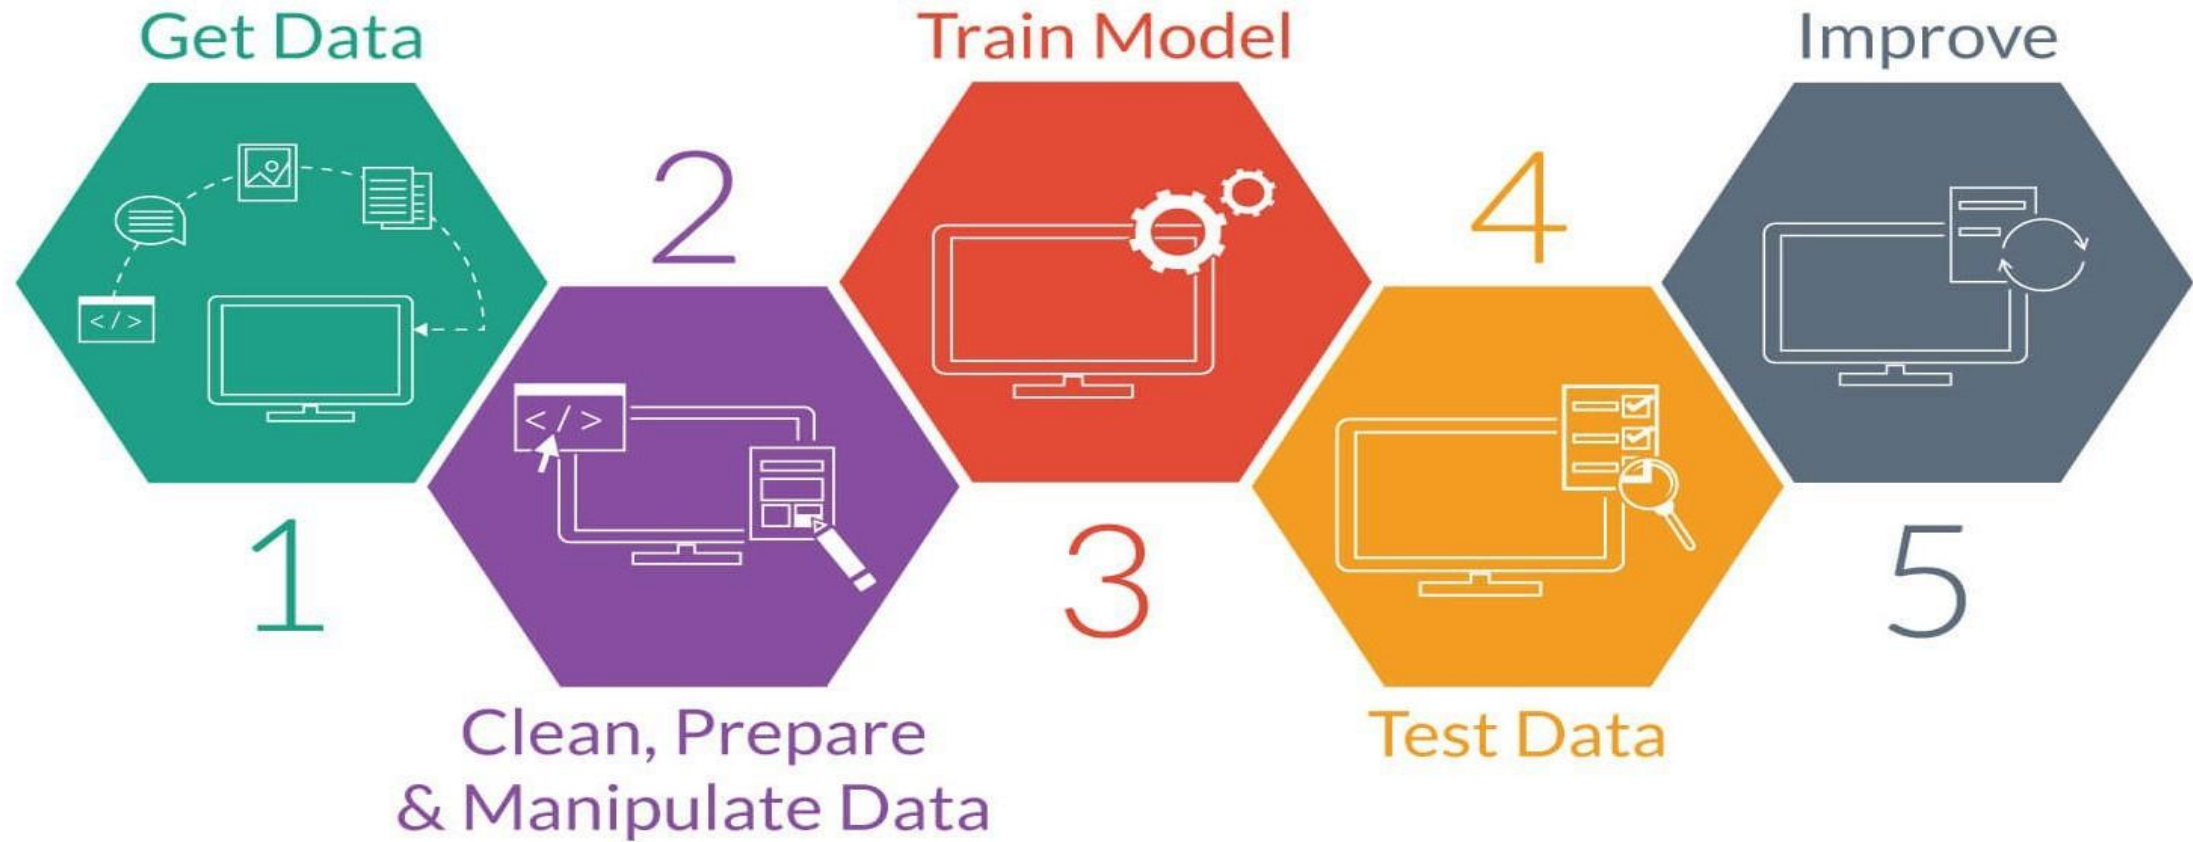 Get Data
1
2
Clean, Prepare
& Manipulate Data
Train Model
3
4
Test Data
Improve
5
</>
</>